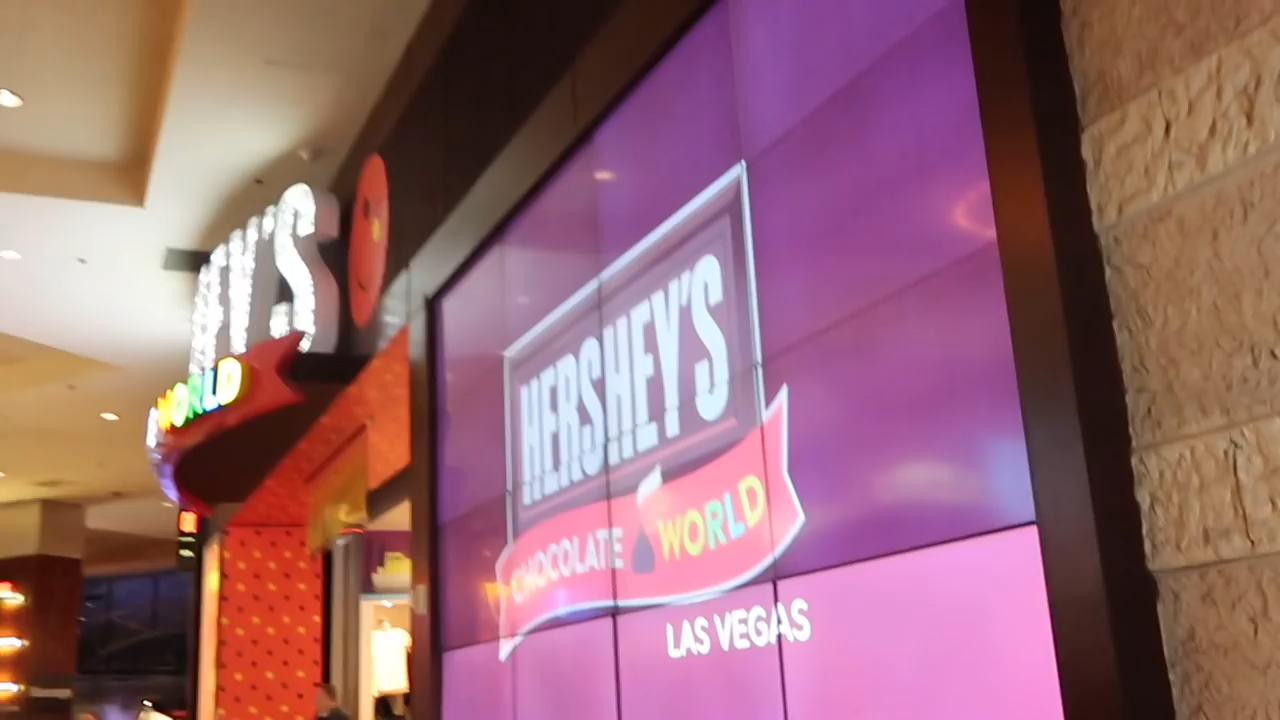 Y'S
WORLD
HERSHEY'S
CHOCOLATE WORLD
LAS VEGAS